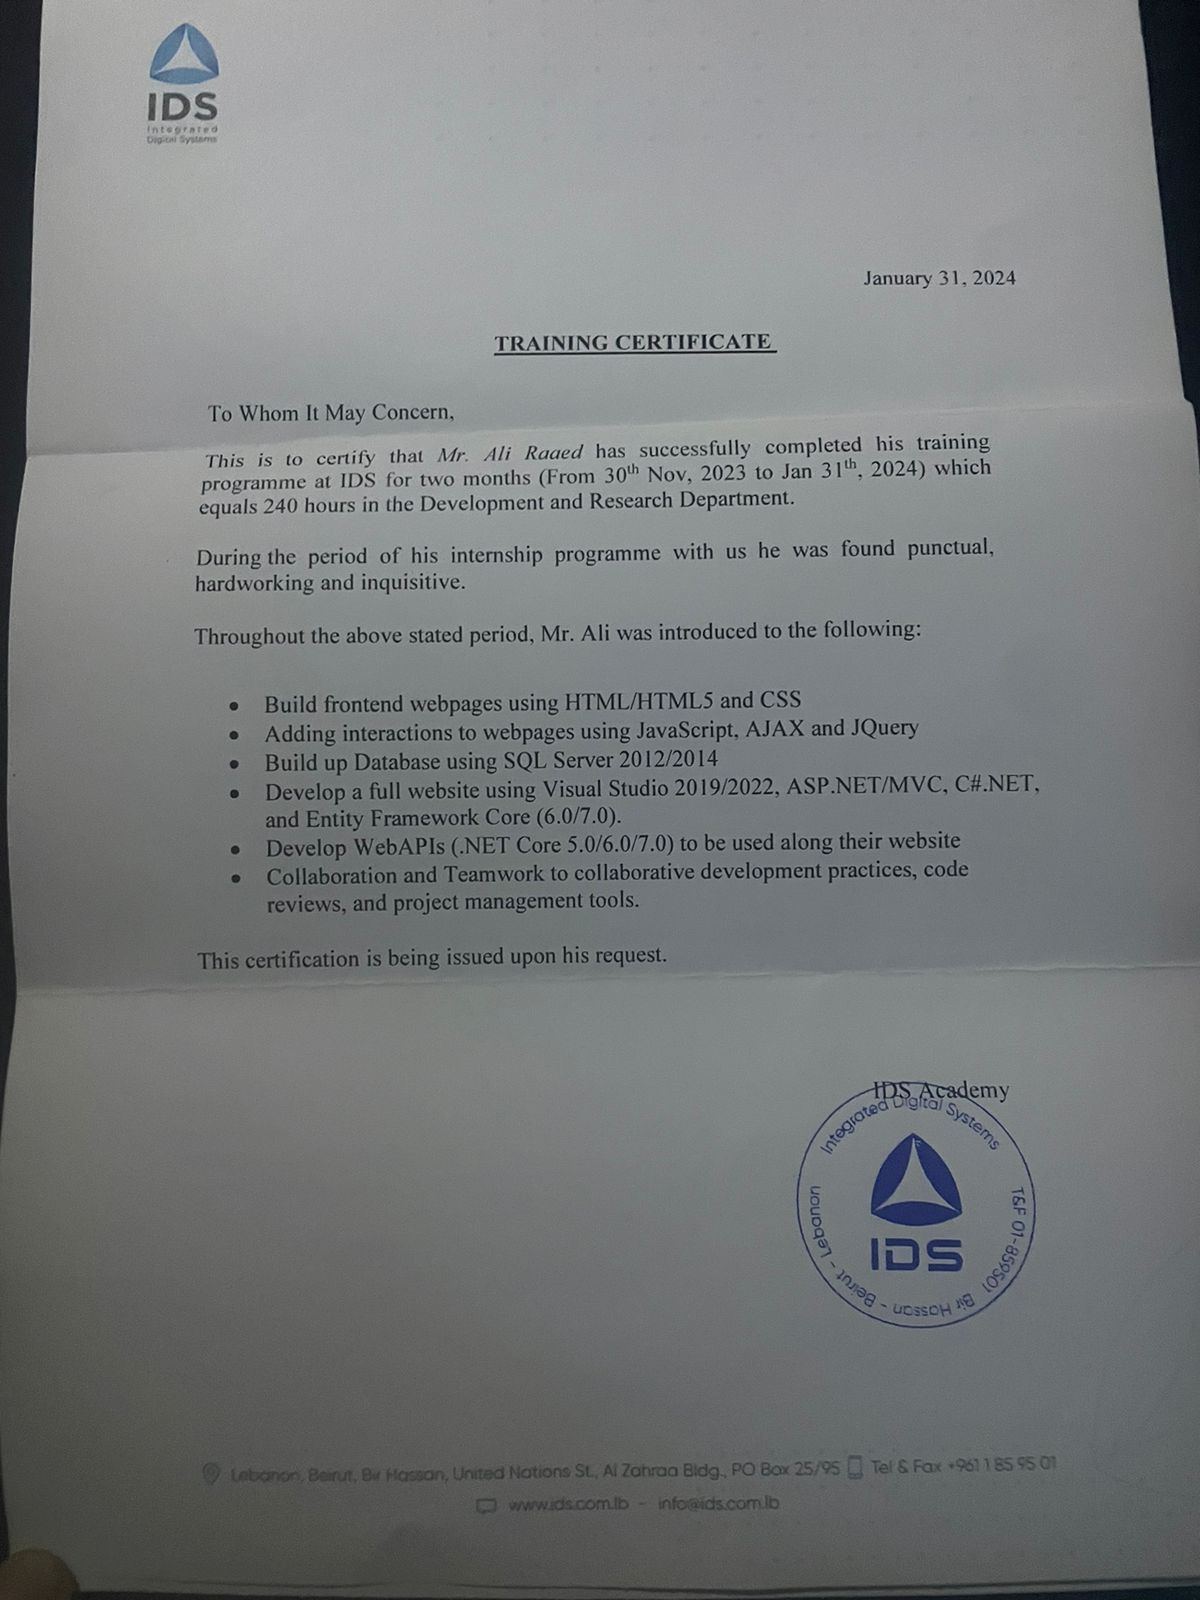 IDS
Integrated
Digital Systems
January 31, 2024
TRAINING CERTIFICATE
To Whom It May Concern,
This is to certify that Mr. Ali Raaed has successfully completed his training
programme at IDS for two months (From 30th Nov, 2023 to Jan 31th, 2024) which
equals 240 hours in the Development and Research Department.
During the period of his internship programme with us he was found punctual,
hardworking and inquisitive.
Throughout the above stated period, Mr. Ali was introduced to the following:
• Build frontend webpages using HTML/HTML5 and CSS
• Adding interactions to webpages using JavaScript, AJAX and JQuery
• Build up Database using SQL Server 2012/2014
• Develop a full website using Visual Studio 2019/2022, ASP.NET/MVC, C#.NET,
and Entity Framework Core (6.0/7.0).
• Develop WebAPIs (.NET Core 5.0/6.0/7.0) to be used along their website
• Collaboration and Teamwork to collaborative development practices, code
reviews, and project management tools.
This certification is being issued upon his request.
IDS Academy
Integrated Digital Systems
T&F 01-859501 Bir Hassan - Beirut - Lebanon
IDS
Lebanon, Beirut, Bir Hassan, United Nations St., Al Zahraa Bldg., PO Box 25/95 Tel & Fax +961 1 85 95 01
www.ids.com.lb - info@ids.com.lb